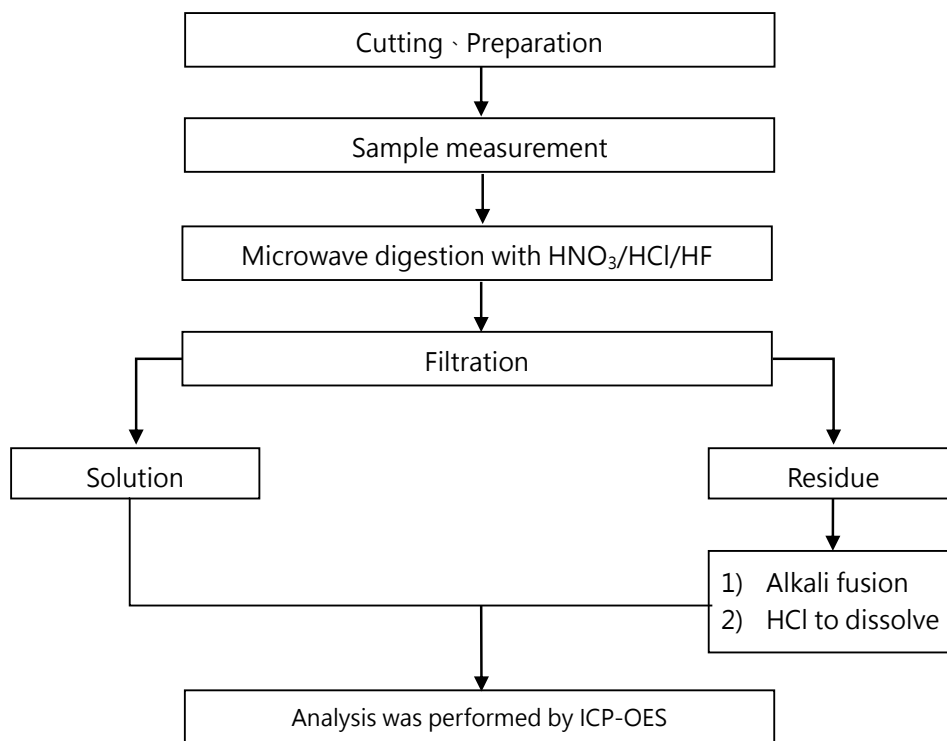 Cutting、Preparation
Sample measurement
Microwave digestion with HNO₃/HCl/HF
Filtration
Solution
Residue
1) Alkali fusion
2) HCl to dissolve
Analysis was performed by ICP-OES